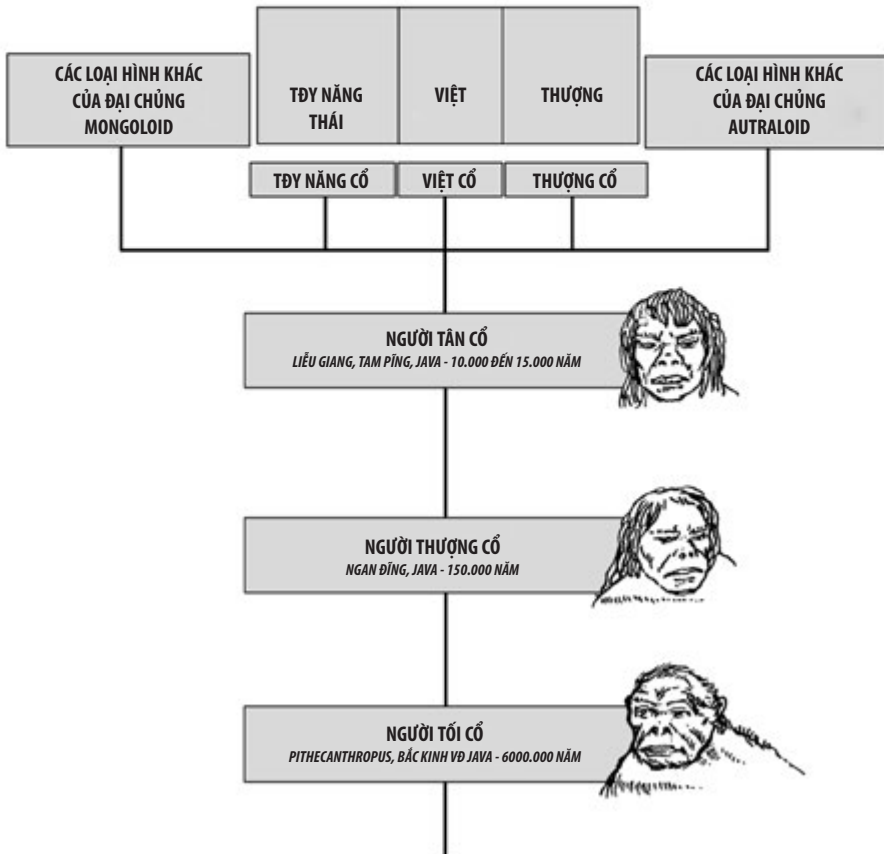 CÁC LOẠI HÌNH KHÁC
CỦA ĐẠI CHỦNG
MONGOLOID
TĐY NĂNG
THÁI
VIỆT
THƯỢNG
CÁC LOẠI HÌNH KHÁC
CỦA ĐẠI CHỦNG
AUTRALOID
TĐY NĂNG CỔ
VIỆT CỔ
THƯỢNG CỔ
NGƯỜI TÂN CỔ
LIỄU GIANG, TAM PĪNG, JAVA - 10.000 ĐẾN 15.000 NĂM
NGƯỜI THƯỢNG CỔ
NGAN ĐĪNG, JAVA - 150.000 NĂM
NGƯỜI TỐI CỔ
PITHECANTHROPUS, BẮC KINH VĐ JAVA - 6000.000 NĂM